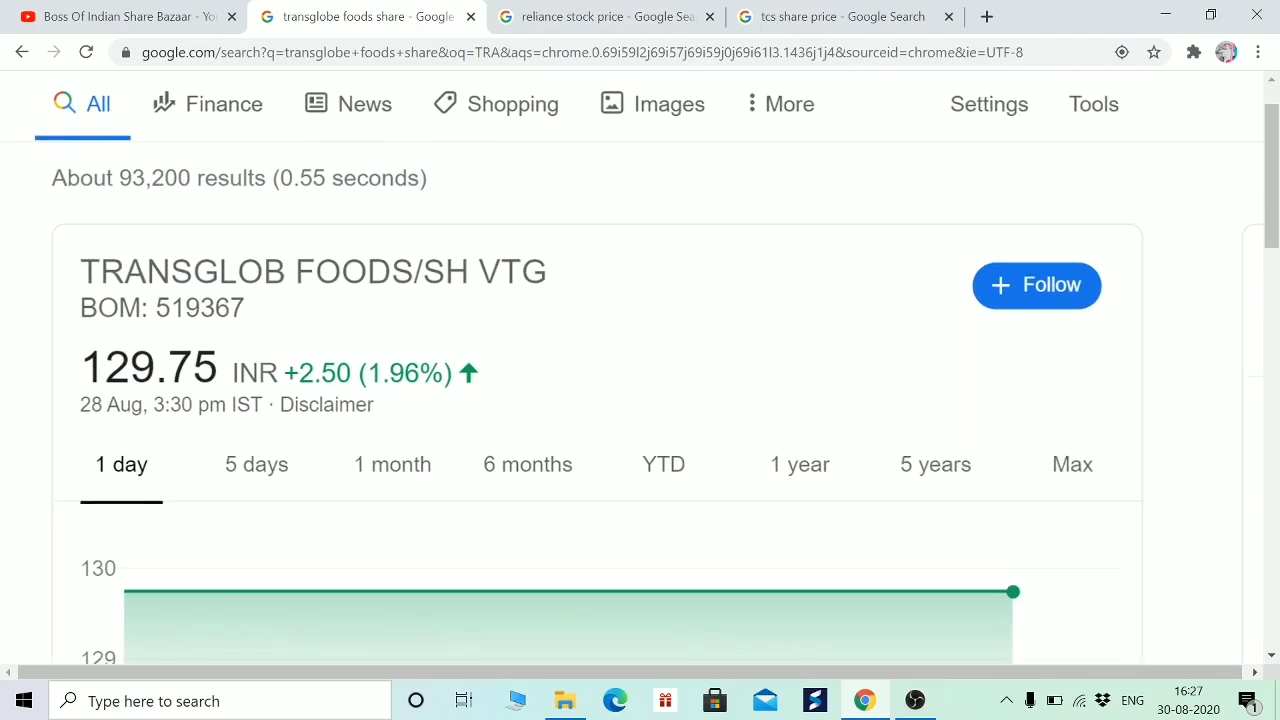 Boss Of Indian Share Bazar - Yo
transglobe foods share - Google
reliance stock price - Google Sea
tcs share price - Google Search
google.com/search?q=transglobe+foods+share&oq=TRA&aqs=chrome.0.69i59l2j69i57j69i59j0j69i61l3.1436j1j4&sourceid=chrome&ie=UTF-8
All Finance News Shopping Images More Settings Tools
About 93,200 results (0.55 seconds)
TRANSGLOB FOODS/SH VTG
BOM: 519367
+ Follow
129.75 INR +2.50 (1.96%)
28 Aug, 3:30 pm IST · Disclaimer
1 day 5 days 1 month 6 months YTD 1 year 5 years Max
130
129
Type here to search
ENG
16:27
30-08-2020
1